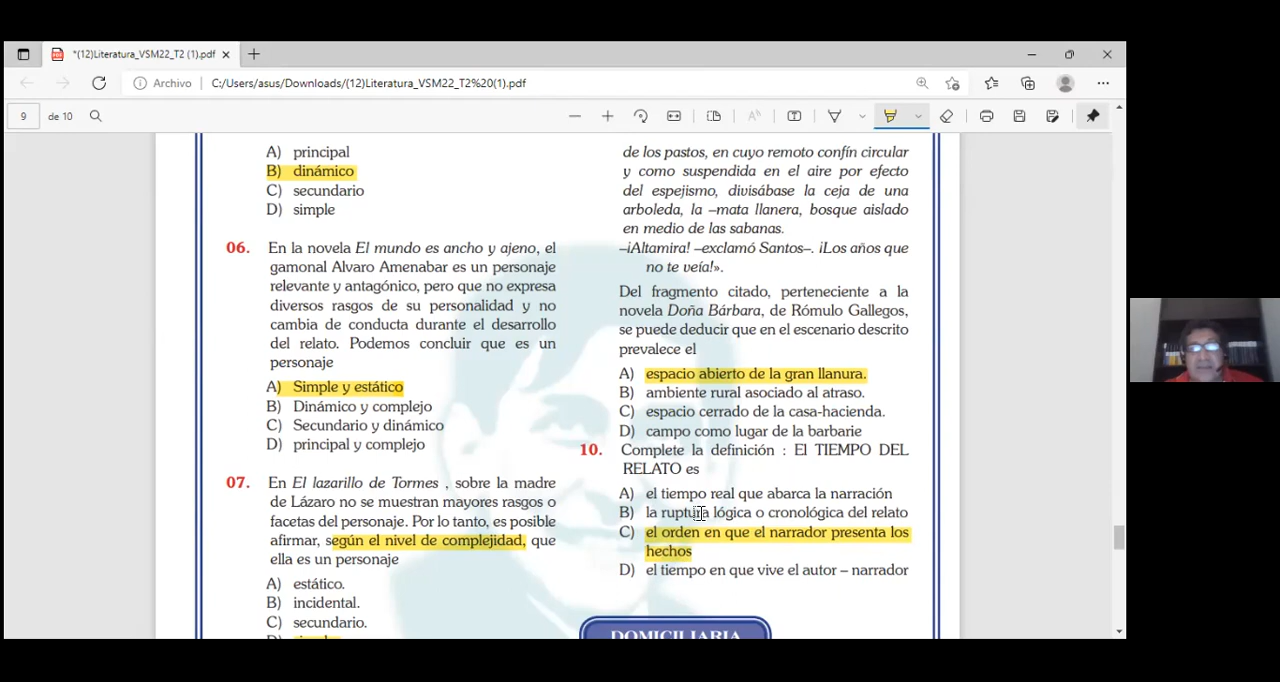 *(12)Literatura_VSM22_T2 (1).pdf
Archivo
C:/Users/asus/Downloads/(12)Literatura_VSM22_T2%20(1).pdf
9
de 10
A) principal
B) dinámico
C) secundario
D) simple
06. En la novela El mundo es ancho y ajeno, el
gamonal Alvaro Amenabar es un personaje
relevante y antagónico, pero que no expresa
diversos rasgos de su personalidad y no
cambia de conducta durante el desarrollo
del relato. Podemos concluir que es un
personaje
A) Simple y estático
B) Dinámico y complejo
C) Secundario y dinámico
D) principal y complejo
07. En El lazarillo de Tormes , sobre la madre
de Lázaro no se muestran mayores rasgos o
facetas del personaje. Por lo tanto, es posible
afirmar, según el nivel de complejidad, que
ella es un personaje
A) estático.
B) incidental.
C) secundario.
de los pastos, en cuyo remoto confín circular
y como suspendida en el aire por efecto
del espejismo, divisábase la ceja de una
arboleda, la –mata llanera, bosque aislado
en medio de las sabanas.
–¡Altamira! –exclamó Santos–. ¡Los años que
no te veía!».
Del fragmento citado, perteneciente a la
novela Doña Bárbara, de Rómulo Gallegos,
se puede deducir que en el escenario descrito
prevalece el
A) espacio abierto de la gran llanura.
B) ambiente rural asociado al atraso.
C) espacio cerrado de la casa-hacienda.
D) campo como lugar de la barbarie
10. Complete la definición : El TIEMPO DEL
RELATO es
A) el tiempo real que abarca la narración
B) la ruptura lógica o cronológica del relato
C) el orden en que el narrador presenta los
hechos
D) el tiempo en que vive el autor – narrador
DOMICILIARIA